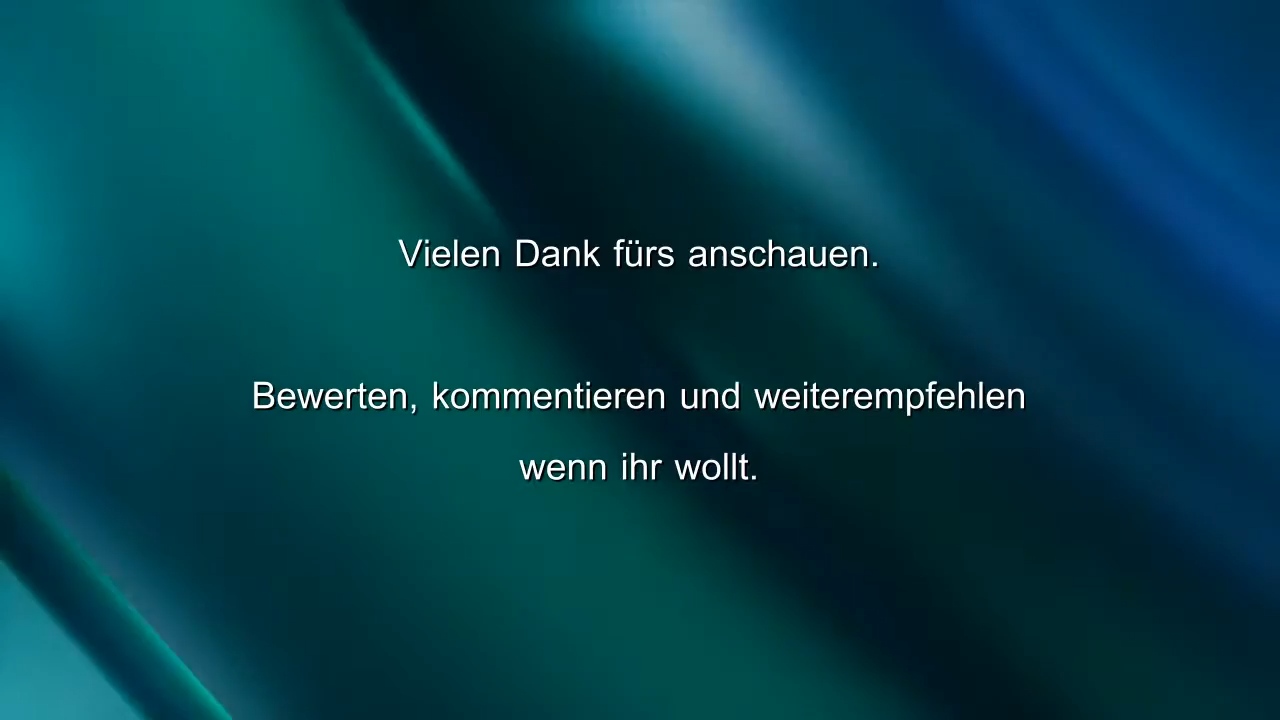 Vielen Dank fürs anschauen.
Bewerten, kommentieren und weiterempfehlen
wenn ihr wollt.